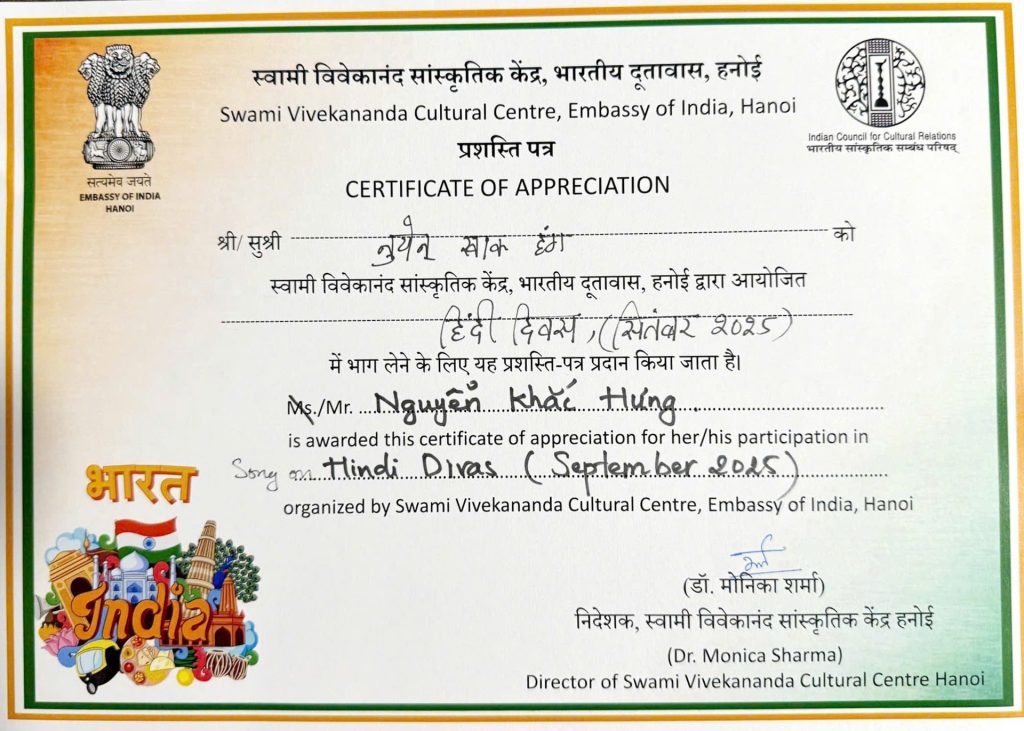 स्वामी विवेकानंद सांस्कृतिक केंद्र, भारतीय दूतावास, हनोई
Swami Vivekananda Cultural Centre, Embassy of India, Hanoi
सत्यमेव जयते
EMBASSY OF INDIA
HANOI
Indian Council for Cultural Relations
भारतीय सांस्कृतिक सम्बंध परिषद्
प्रशस्ति पत्र
CERTIFICATE OF APPRECIATION
श्री/ सुश्री नुयेन खाक हंग को
स्वामी विवेकानंद सांस्कृतिक केंद्र, भारतीय दूतावास, हनोई द्वारा आयोजित
हिंदी दिवस, (सितंबर 2025)
में भाग लेने के लिए यह प्रशस्ति-पत्र प्रदान किया जाता है।
Ms./Mr. Nguyễn Khắc Hưng
is awarded this certificate of appreciation for her/his participation in
Song on Hindi Divas (September 2025)
organized by Swami Vivekananda Cultural Centre, Embassy of India, Hanoi
भारत
India
(डॉ. मोनिका शर्मा)
निदेशक, स्वामी विवेकानंद सांस्कृतिक केंद्र हनोई
(Dr. Monica Sharma)
Director of Swami Vivekananda Cultural Centre Hanoi